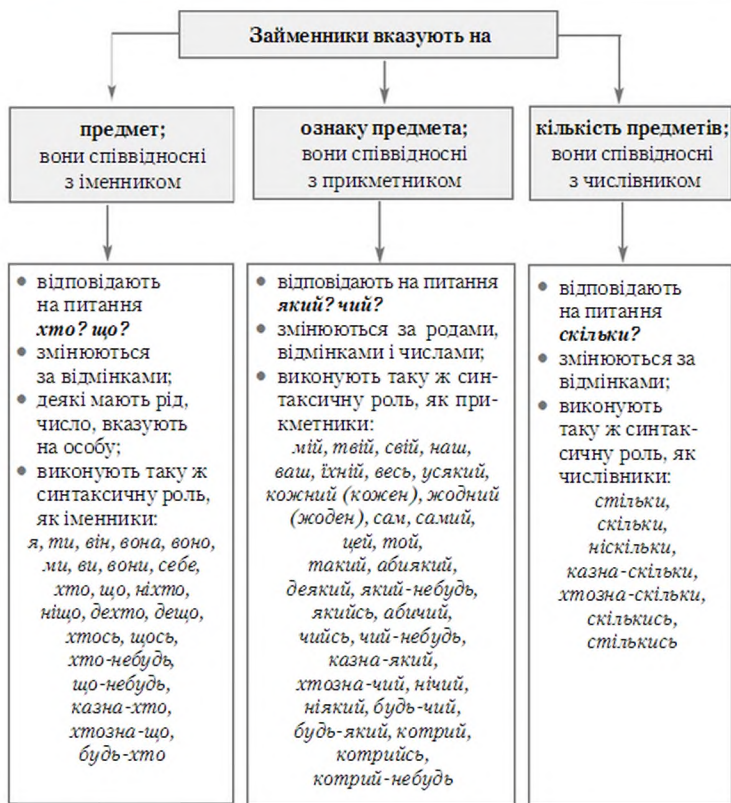 Займенники вказують на
предмет;
вони співвідносні
з іменником
ознаку предмета;
вони співвідносні
з прикметником
кількість предметів;
вони співвідносні
з числівником
• відповідають
на питання
хто? що?
• змінюються
за відмінками;
• деякі мають рід,
число, вказують
на особу;
• виконують таку ж
синтаксичну роль,
як іменники:
я, ти, він, вона, воно,
ми, ви, вони, себе,
хто, що, ніхто,
ніщо, дехто, дещо,
хтось, щось,
хто-небудь,
що-небудь,
казна-хто,
хтозна-що,
будь-хто
• відповідають на питання
який? чий?
• змінюються за родами,
відмінками і числами;
• виконують таку ж син-
таксичну роль, як при-
кметники:
мій, твій, свій, наш,
ваш, їхній, весь, усякий,
кожний (кожен), жодний
(жоден), сам, самий,
цей, той,
такий, абиякий,
деякий, який-небудь,
якийсь, абичий,
чийсь, чий-небудь,
казна-який,
хтозна-чий, нічий,
ніякий, будь-чий,
будь-який, котрий,
котрийсь,
котрий-небудь
• відповідають
на питання
скільки?
• змінюються за
відмінками;
• виконують
таку ж синтак-
сичну роль, як
числівники:
стільки,
скільки,
ніскільки,
казна-скільки,
хтозна-скільки,
скількись,
стількись